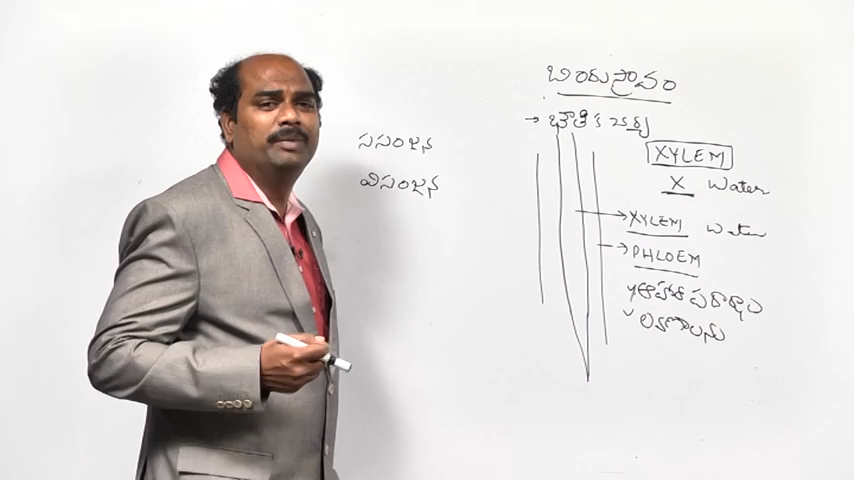 ససంజన
విసంజన
బిందుస్రావం
→ భౌతిక చర్య
XYLEM
X Water
XYLEM Water
PHLOEM
ఆహార పదార్థాల
లవణాలను